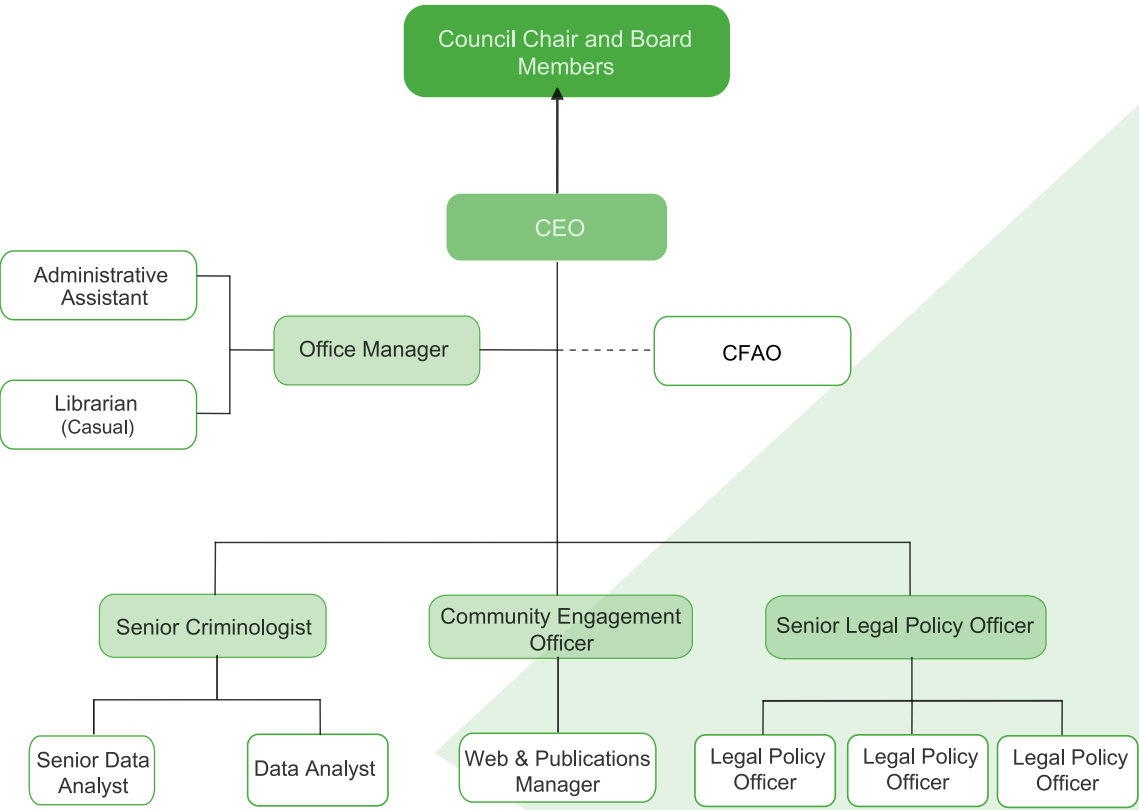 Council Chair and Board
Members
CEO
Administrative
Assistant
Office Manager
CFAO
Librarian
(Casual)
Senior Criminologist
Community Engagement
Officer
Senior Legal Policy Officer
Senior Data
Analyst
Data Analyst
Web & Publications
Manager
Legal Policy
Officer
Legal Policy
Officer
Legal Policy
Officer